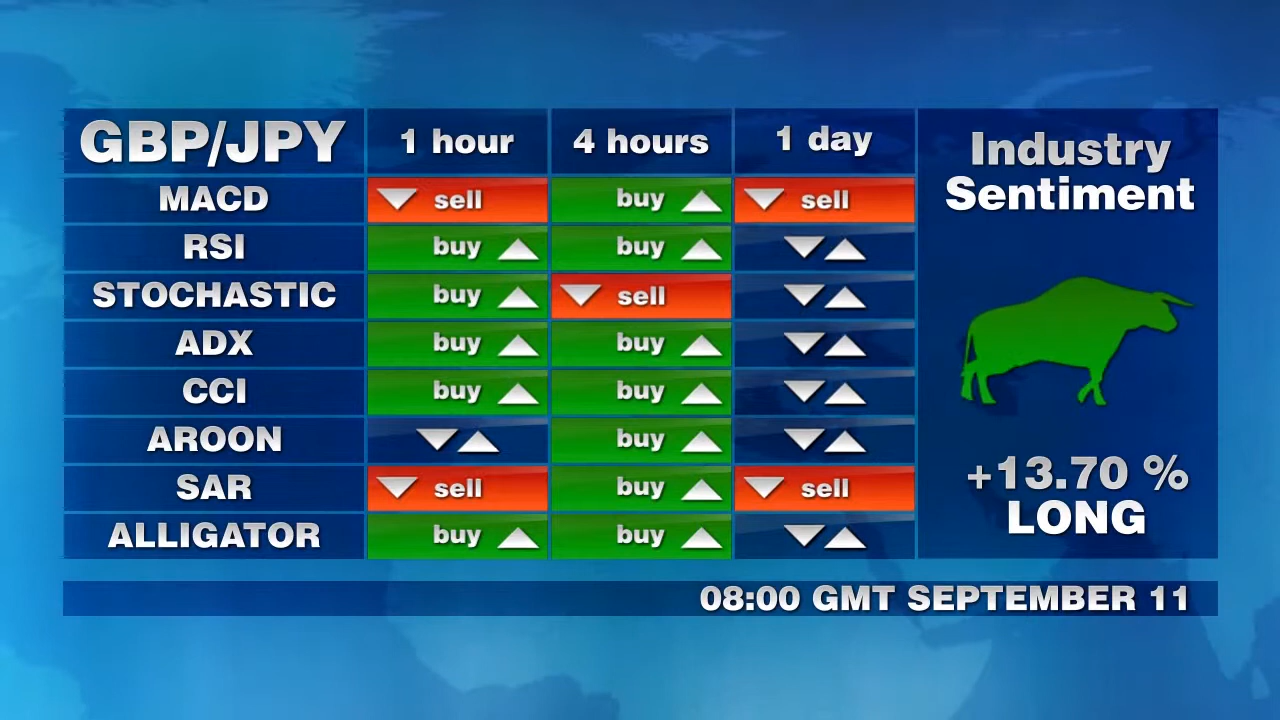 GBP/JPY 1 hour 4 hours 1 day
Industry
Sentiment
MACD sell buy sell
RSI buy buy
STOCHASTIC buy sell
ADX buy buy
CCI buy buy
AROON buy
SAR sell buy sell
ALLIGATOR buy buy
+13.70 %
LONG
08:00 GMT SEPTEMBER 11